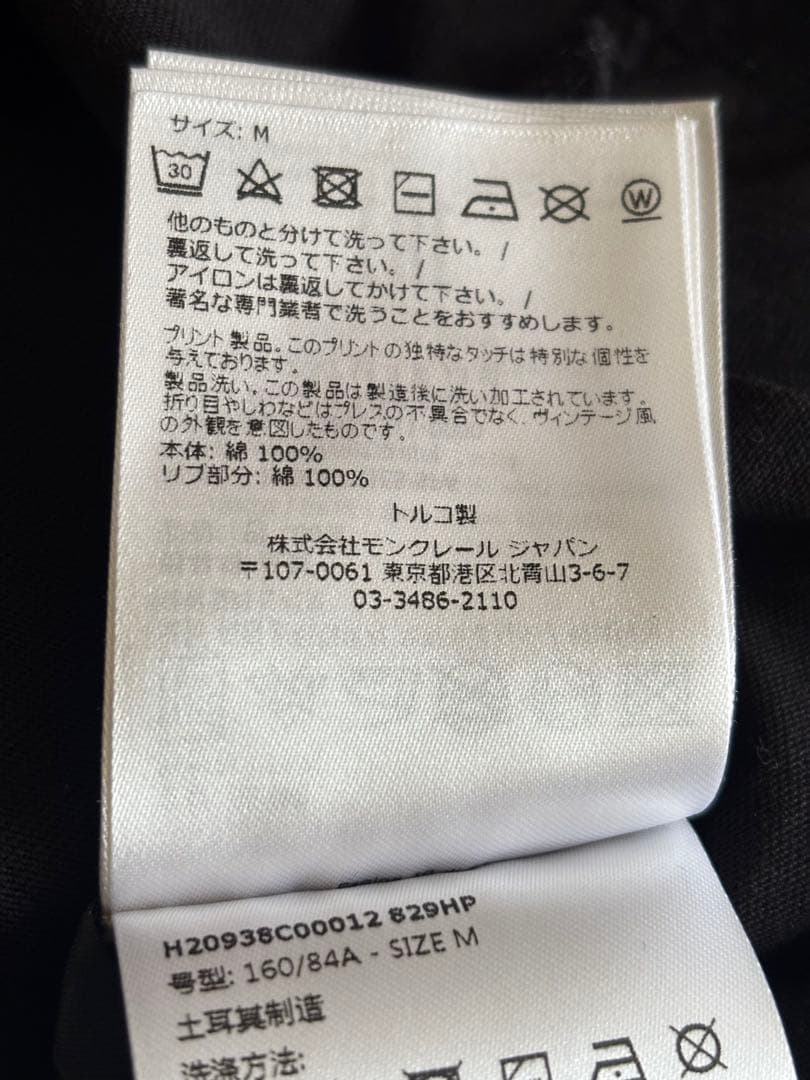 サイズ: M
30
W
他のものと分けて洗って下さい。 /
裏返して洗って下さい。 /
アイロンは裏返してかけて下さい。 /
著名な専門業者で洗うことをおすすめします。
プリント製品。このプリントの独特なタッチは特別な個性を
与えております。
製品洗い。この製品は製造後に洗い加工されています。
折り目やしわなどはプレスの不具合でなく、ヴィンテージ風
の外観を意図したものです。
本体: 綿 100%
リブ部分: 綿 100%
トルコ製
株式会社モンクレール ジャパン
〒107-0061 東京都港区北青山3-6-7
03-3486-2110
H20938C00012 829HP
号型: 160/84A - SIZE M
土耳其制造
洗涤方法: